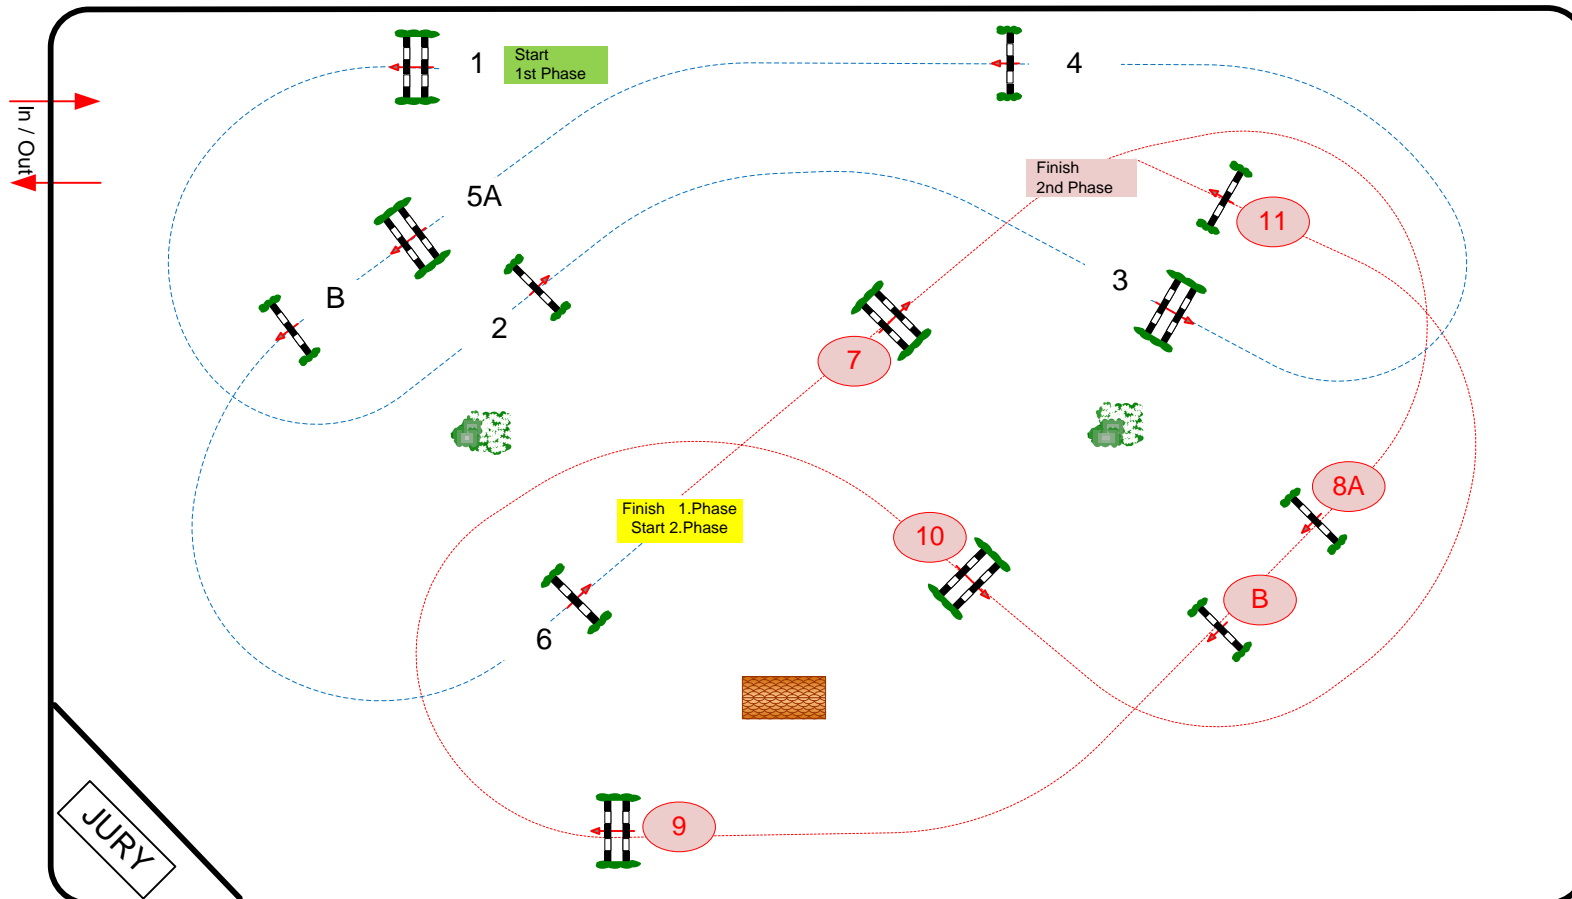 1
Start
1st Phase
4
In / Out
Finish
2nd Phase
5A
11
B
3
2
7
8A
Finish   1.Phase
Start 2.Phase
10
B
6
9
JURY